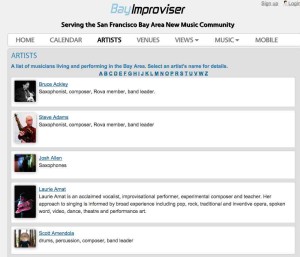 Sign up Login
BayImproviser
Serving the San Francisco Bay Area New Music Community
HOME CALENDAR ARTISTS VENUES VIEWS MUSIC MOBILE
ARTISTS
A list of musicians living and performing in the Bay Area. Select an artist's name for details.
A B C D E F G H I J K L M N O P Q R S T U V W Z
Bruce Ackley
Saxophonist, composer, Rova member, band leader.
Steve Adams
Saxophonist, composer, Rova member, band leader.
Josh Allen
Saxophones
Laurie Amat
Laurie Amat is an acclaimed vocalist, improvisational performer, experimental composer and teacher. Her
approach to singing is informed by broad experience including pop, rock, traditional and inventive opera, spoken
word, video, dance, theatre and performance art.
Scott Amendola
drums, percussion, composer, band leader